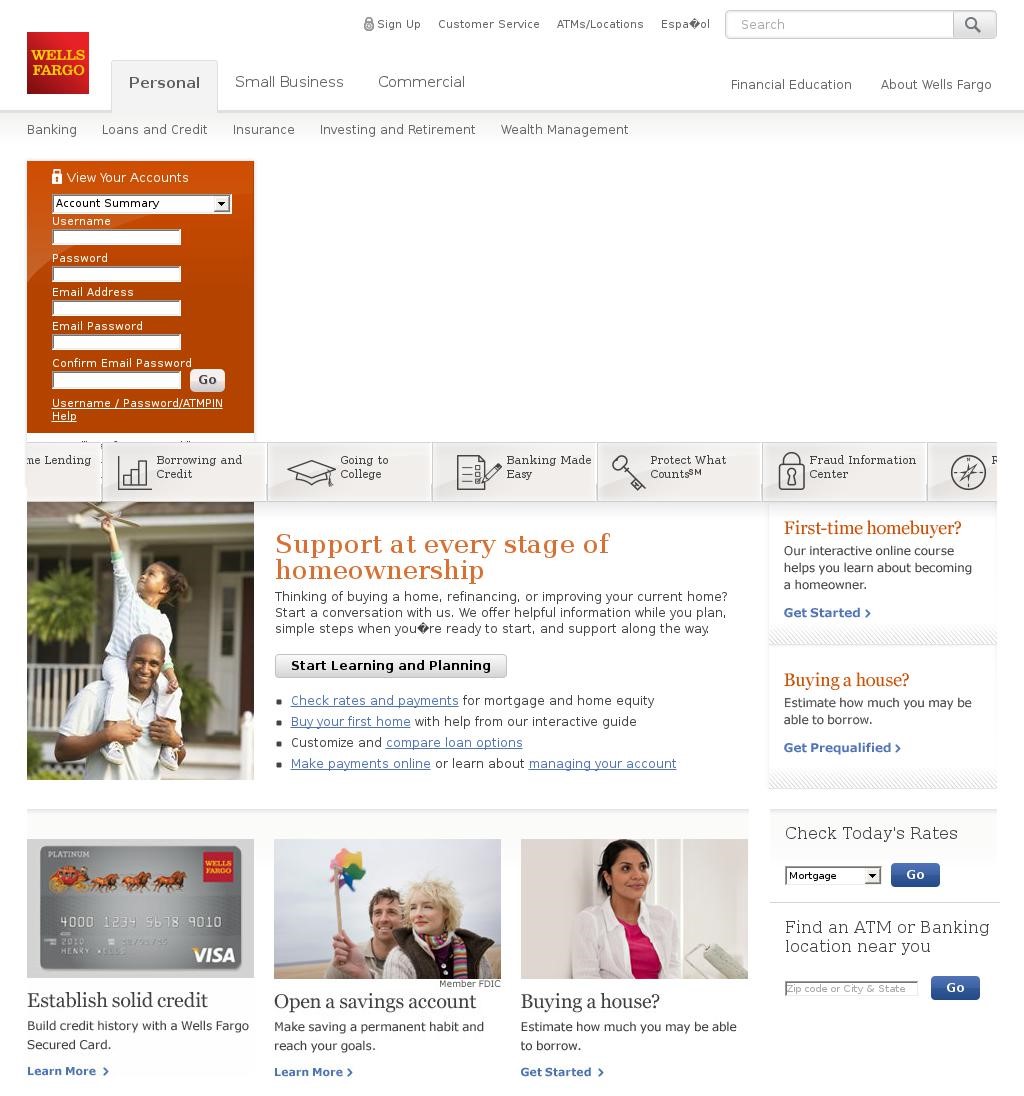 Sign Up
Customer Service
ATMs/Locations
Espa�ol
Search
WELLS
FARGO
Personal
Small Business
Commercial
Financial Education
About Wells Fargo
Banking
Loans and Credit
Insurance
Investing and Retirement
Wealth Management
View Your Accounts
Account Summary
Username
Password
Email Address
Email Password
Confirm Email Password
Go
Username / Password/ATMPIN
Help
me Lending
Borrowing and
Credit
Going to
College
Banking Made
Easy
Protect What
Counts℠
Fraud Information
Center
Support at every stage of
homeownership
Thinking of buying a home, refinancing, or improving your current home?
Start a conversation with us. We offer helpful information while you plan,
simple steps when you�re ready to start, and support along the way.
Start Learning and Planning
Check rates and payments for mortgage and home equity
Buy your first home with help from our interactive guide
Customize and compare loan options
Make payments online or learn about managing your account
First-time homebuyer?
Our interactive online course
helps you learn about becoming
a homeowner.
Get Started
Buying a house?
Estimate how much you may be
able to borrow.
Get Prequalified
PLATINUM
WELLS
FARGO
4000 1234 5678 9010
HENRY WELLS
VISA
Establish solid credit
Build credit history with a Wells Fargo
Secured Card.
Learn More
Member FDIC
Open a savings account
Make saving a permanent habit and
reach your goals.
Learn More
Buying a house?
Estimate how much you may be able
to borrow.
Get Started
Check Today's Rates
Mortgage
Go
Find an ATM or Banking
location near you
Zip code or City & State
Go